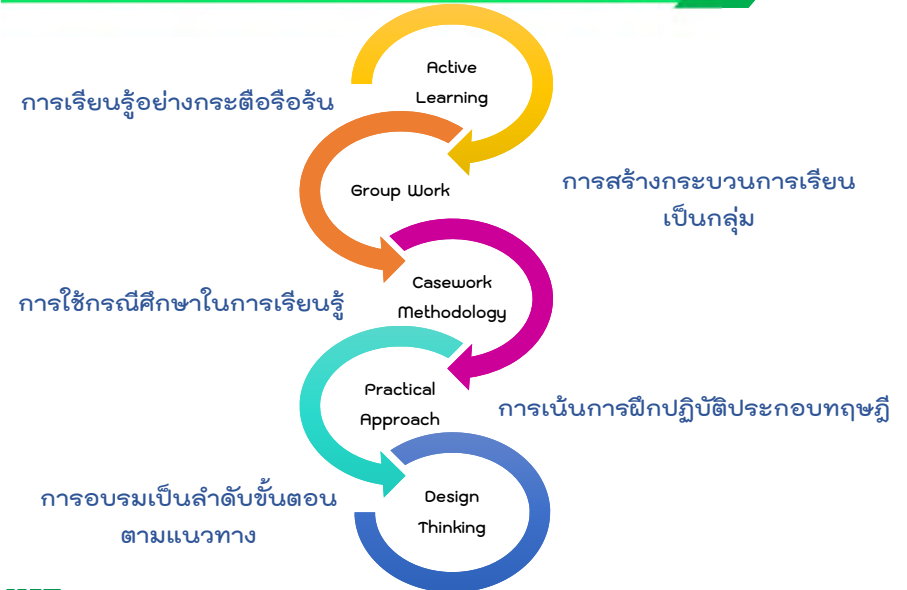 Active
Learning
การเรียนรู้อย่างกระตือรือร้น
Group Work
การสร้างกระบวนการเรียน
เป็นกลุ่ม
Casework
Methodology
การใช้กรณีศึกษาในการเรียนรู้
Practical
Approach
การเน้นการฝึกปฏิบัติประกอบทฤษฎี
Design
Thinking
การอบรมเป็นลำดับขั้นตอน
ตามแนวทาง